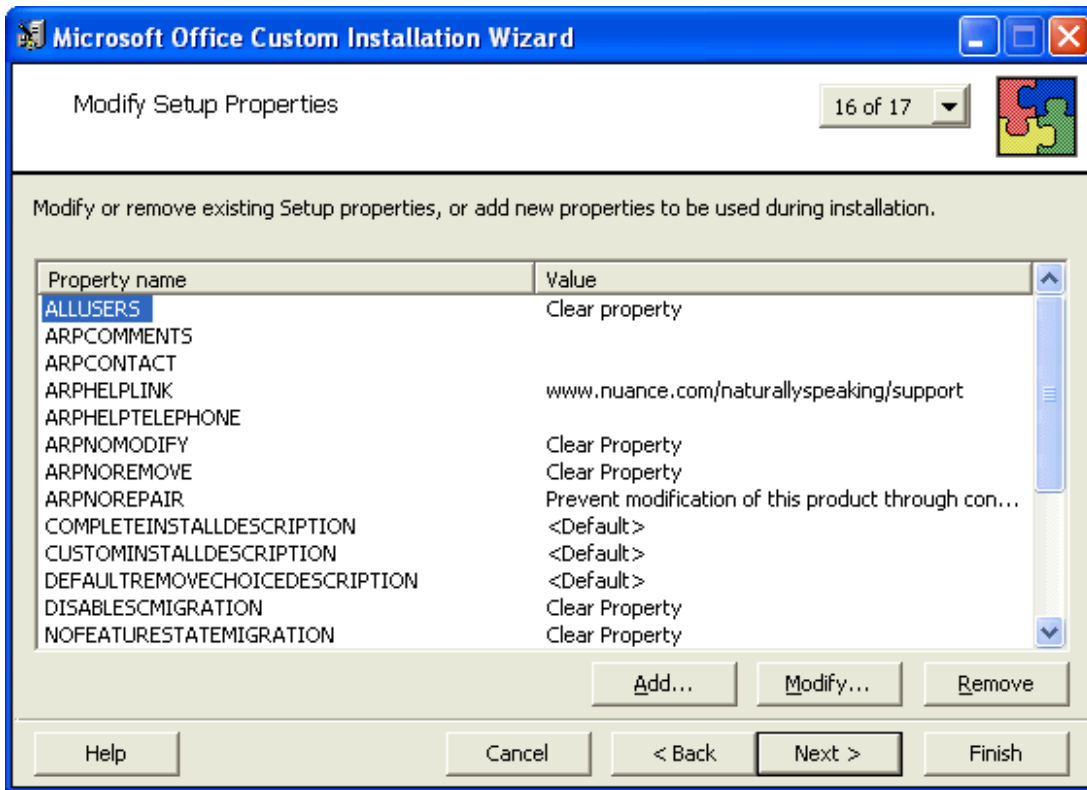 Microsoft Office Custom Installation Wizard
Modify Setup Properties
16 of 17
Modify or remove existing Setup properties, or add new properties to be used during installation.
Property name Value
ALLUSERS Clear property
ARPCOMMENTS
ARPCONTACT
ARPHELPLINK www.nuance.com/naturallyspeaking/support
ARPHELPTELEPHONE
ARPNOMODIFY Clear Property
ARPNOREMOVE Clear Property
ARPNOREPAIR Prevent modification of this product through con...
COMPLETEINSTALLDESCRIPTION <Default>
CUSTOMINSTALLDESCRIPTION <Default>
DEFAULTREMOVECHOICEDESCRIPTION <Default>
DISABLESCMIGRATION Clear Property
NOFEATURESTATEMIGRATION Clear Property
Add... Modify... Remove
Help Cancel < Back Next > Finish